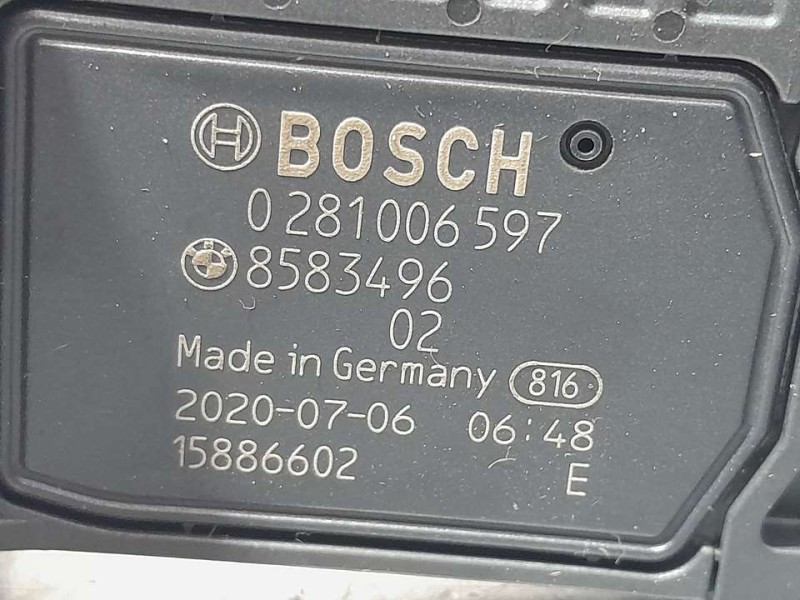 BOSCH
0 281 006 597
8583496
02
Made in Germany 816
2020-07-06 06:48
15886602 E